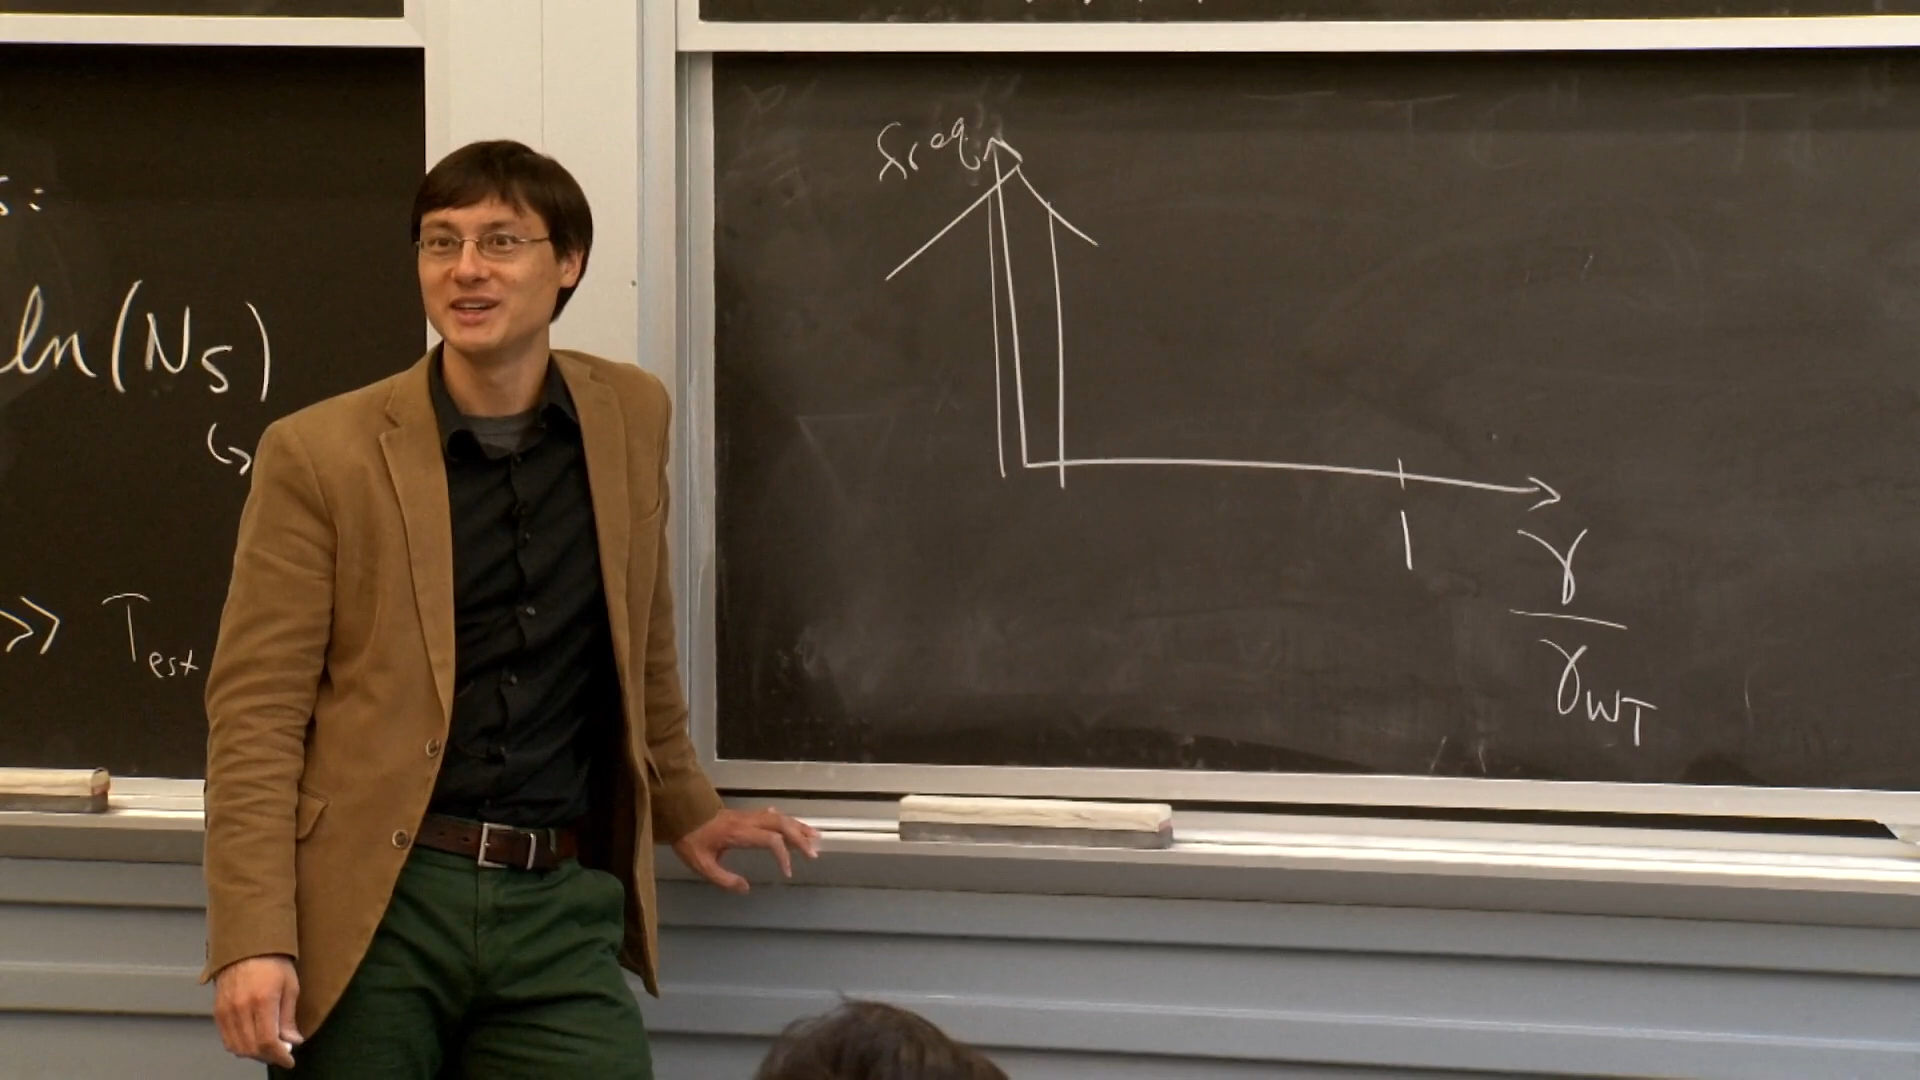 s:
ln(Ns)
>> Test
freq
1
γ
γWT